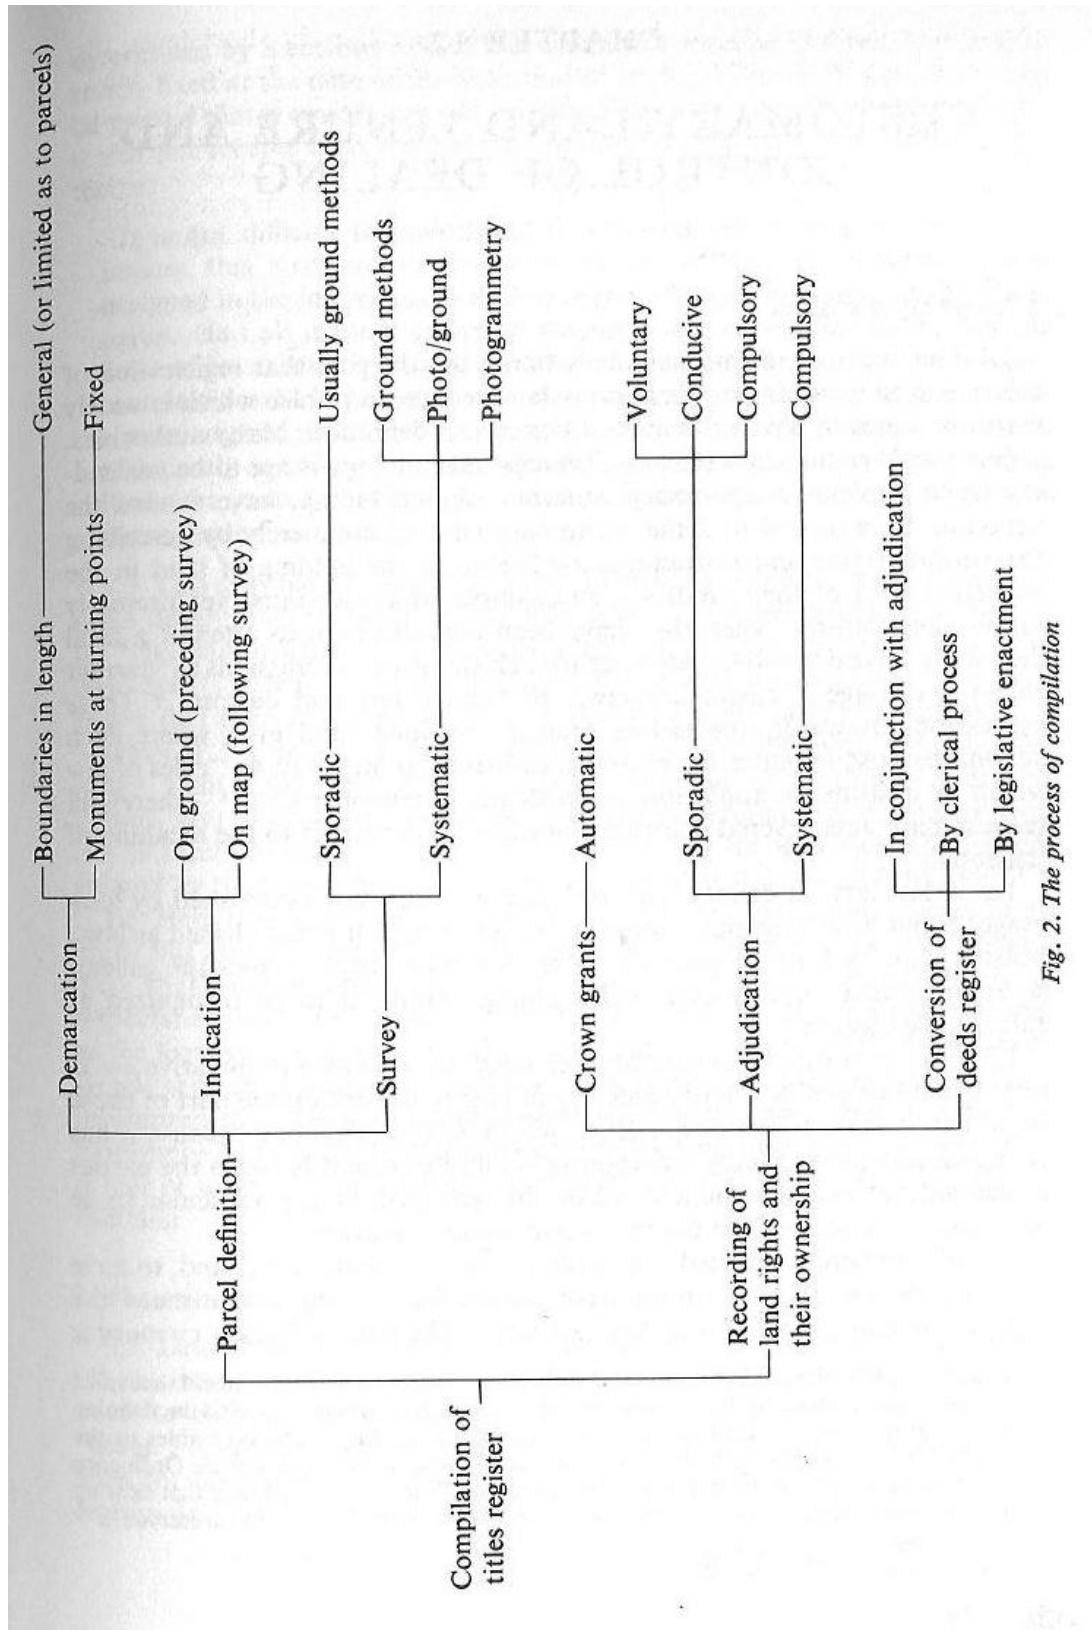 Compilation of
titles register
Parcel definition
Demarcation
Boundaries in length
General (or limited as to parcels)
Monuments at turning points
Fixed
Indication
On ground (preceding survey)
On map (following survey)
Survey
Sporadic
Usually ground methods
Systematic
Ground methods
Photo/ground
Photogrammetry
Recording of
land rights and
their ownership
Crown grants
Automatic
Adjudication
Sporadic
Voluntary
Conducive
Compulsory
Systematic
Compulsory
Conversion of
deeds register
In conjunction with adjudication
By clerical process
By legislative enactment
Fig. 2. The process of compilation